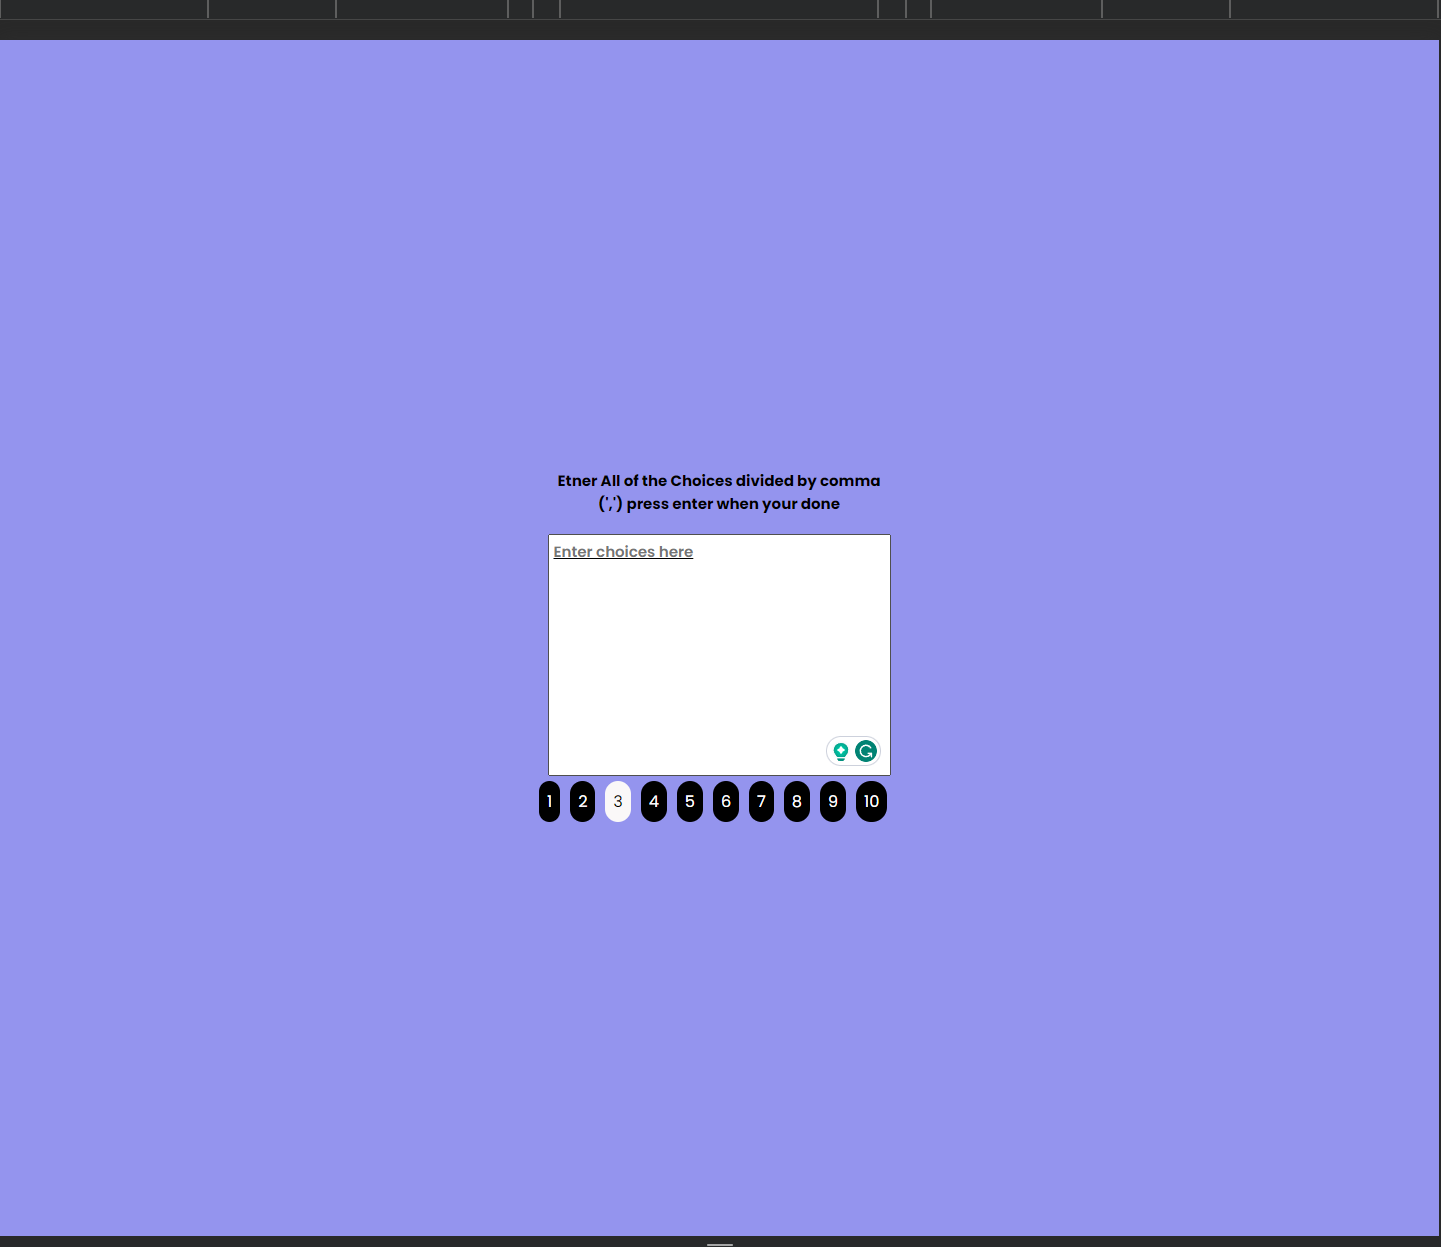 Etner All of the Choices divided by comma
(',') press enter when your done
Enter choices here
1 2 3 4 5 6 7 8 9 10